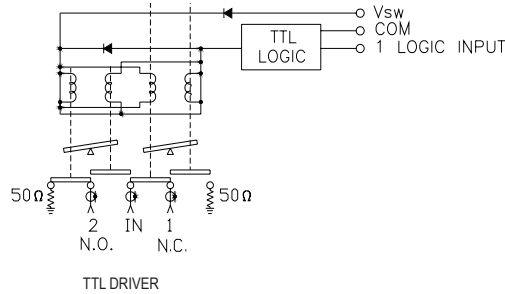 Vsw
COM
TTL
LOGIC
1 LOGIC INPUT
50Ω
50Ω
2
IN
1
N.O.
N.C.
TTL DRIVER